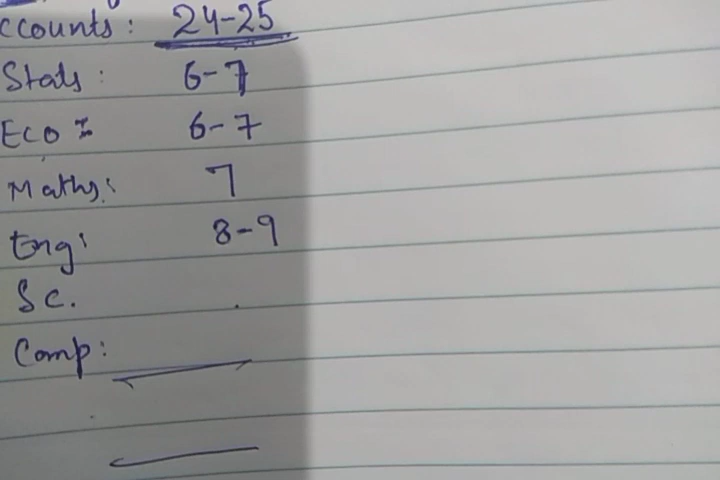 ccounts: 24-25
Stats: 6-7
Eco: 6-7
Maths: 7
Eng: 8-9
Sc.
Comp: